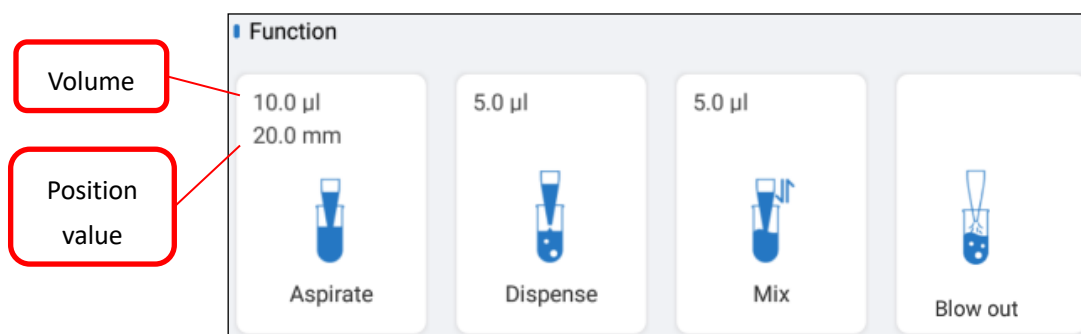 Function
Volume
10.0 µl
20.0 mm
Position
value
Aspirate
5.0 µl
Dispense
5.0 µl
Mix
Blow out